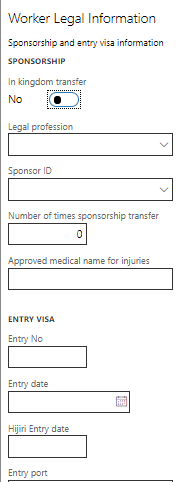 Worker Legal Information
Sponsorship and entry visa information
SPONSORSHIP
In kingdom transfer
No
Legal profession
Sponsor ID
Number of times sponsorship transfer
0
Approved medical name for injuries
ENTRY VISA
Entry No
Entry date
Hijiri Entry date
Entry port